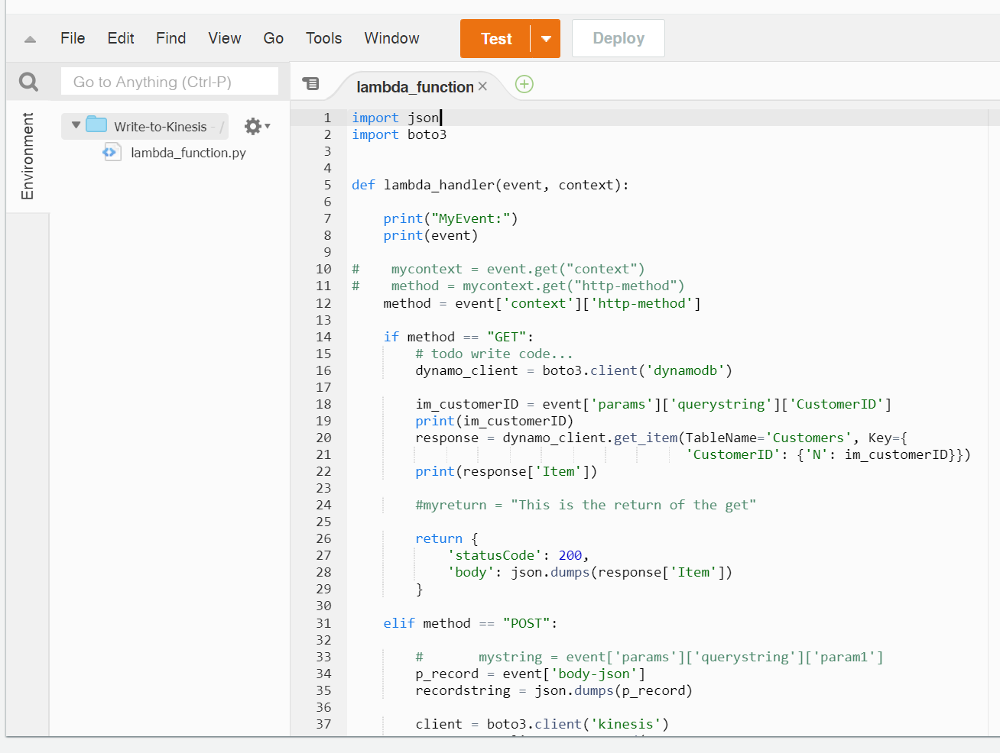 File Edit Find View Go Tools Window Test Deploy
Go to Anything (Ctrl-P)
lambda_function ×
Environment
Write-to-Kinesis - /
lambda_function.py
1 import json
2 import boto3
3
4
5 def lambda_handler(event, context):
6
7     print("MyEvent:")
8     print(event)
9
10 #    mycontext = event.get("context")
11 #    method = mycontext.get("http-method")
12     method = event['context']['http-method']
13
14     if method == "GET":
15         # todo write code...
16         dynamo_client = boto3.client('dynamodb')
17
18         im_customerID = event['params']['querystring']['CustomerID']
19         print(im_customerID)
20         response = dynamo_client.get_item(TableName='Customers', Key={
21                                           'CustomerID': {'N': im_customerID}})
22         print(response['Item'])
23
24         #myreturn = "This is the return of the get"
25
26         return {
27             'statusCode': 200,
28             'body': json.dumps(response['Item'])
29         }
30
31     elif method == "POST":
32
33         #       mystring = event['params']['querystring']['param1']
34         p_record = event['body-json']
35         recordstring = json.dumps(p_record)
36
37         client = boto3.client('kinesis')